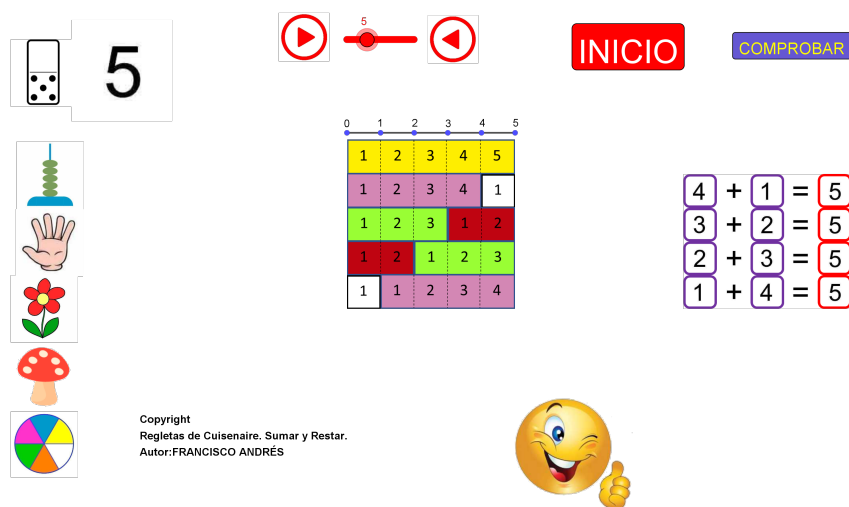 5
5
INICIO
COMPROBAR
0 1 2 3 4 5
1 2 3 4 5
1 2 3 4 1
1 2 3 1 2
1 2 1 2 3
1 1 2 3 4
4 + 1 = 5
3 + 2 = 5
2 + 3 = 5
1 + 4 = 5
Copyright
Regletas de Cuisenaire. Sumar y Restar.
Autor:FRANCISCO ANDRÉS